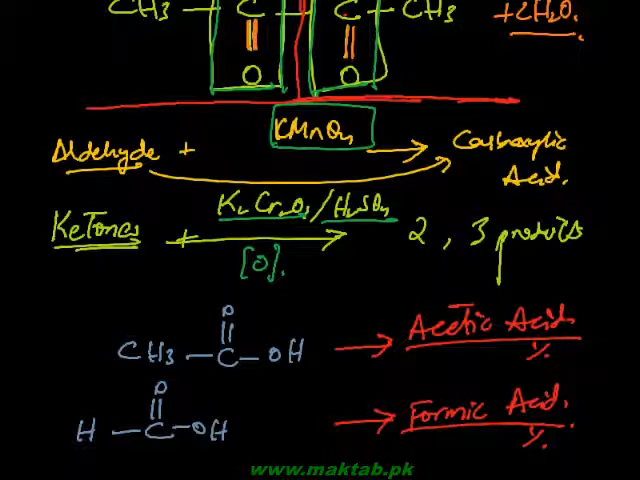 CH3 — C — C — CH3 +2H2O.
O O
KMnO4
Aldehyde + Carboxylic
Acid.
K2Cr2O7/H2SO4
Ketones + 2, 3 products
[O].
O
CH3 — C — OH → Acetic Acid.
O
H — C — OH → Formic Acid.
www.maktab.pk